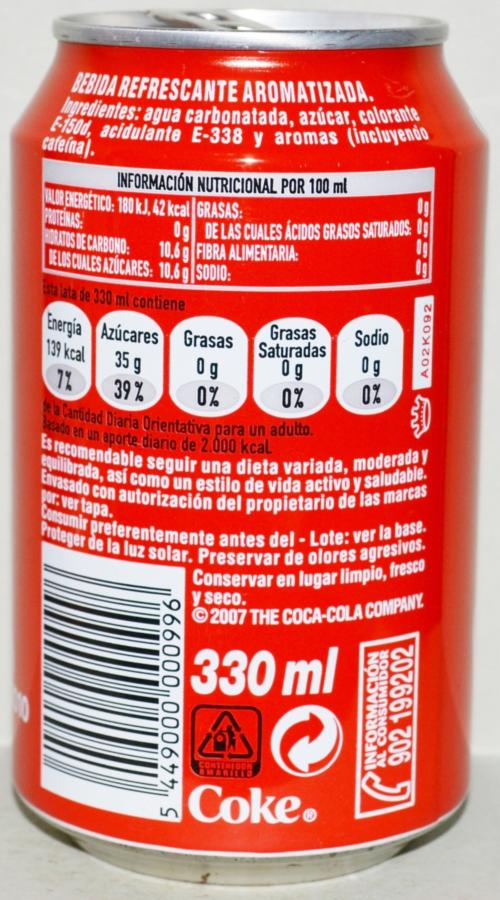 BEBIDA REFRESCANTE AROMATIZADA.
Ingredientes: agua carbonatada, azúcar, colorante
E-150d, acidulante E-338 y aromas (incluyendo
cafeína).
INFORMACIÓN NUTRICIONAL POR 100 ml
VALOR ENERGÉTICO: 180 kJ, 42 kcal
PROTEÍNAS: 0 g
HIDRATOS DE CARBONO: 10,6 g
DE LOS CUALES AZÚCARES: 10,6 g
GRASAS: 0 g
DE LAS CUALES ÁCIDOS GRASOS SATURADOS: 0 g
FIBRA ALIMENTARIA: 0 g
SODIO: 0 g
Esta lata de 330 ml contiene
Energía
139 kcal
7%
Azúcares
35 g
39%
Grasas
0 g
0%
Grasas
Saturadas
0 g
0%
Sodio
0 g
0%
A02K092
de la Cantidad Diaria Orientativa para un adulto.
Basado en un aporte diario de 2.000 kcal.
Es recomendable seguir una dieta variada, moderada y
equilibrada, así como un estilo de vida activo y saludable.
Envasado con autorización del propietario de las marcas
por: ver tapa.
Consumir preferentemente antes del - Lote: ver la base.
Proteger de la luz solar. Preservar de olores agresivos.
Conservar en lugar limpio, fresco
y seco.
© 2007 THE COCA-COLA COMPANY.
330 ml
CONTENEDOR
AMARILLO
Coke®
5 449000 000996
INFORMACIÓN
AL CONSUMIDOR
902 199202